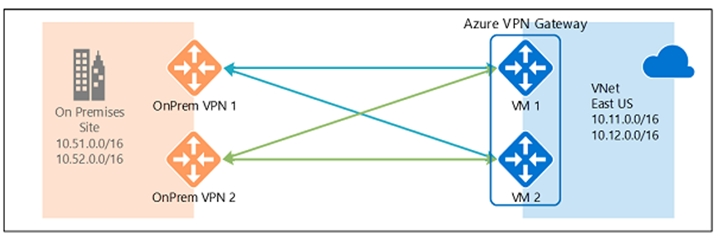 Azure VPN Gateway
On Premises
Site
10.51.0.0/16
10.52.0.0/16
OnPrem VPN 1
OnPrem VPN 2
VM 1
VM 2
VNet
East US
10.11.0.0/16
10.12.0.0/16